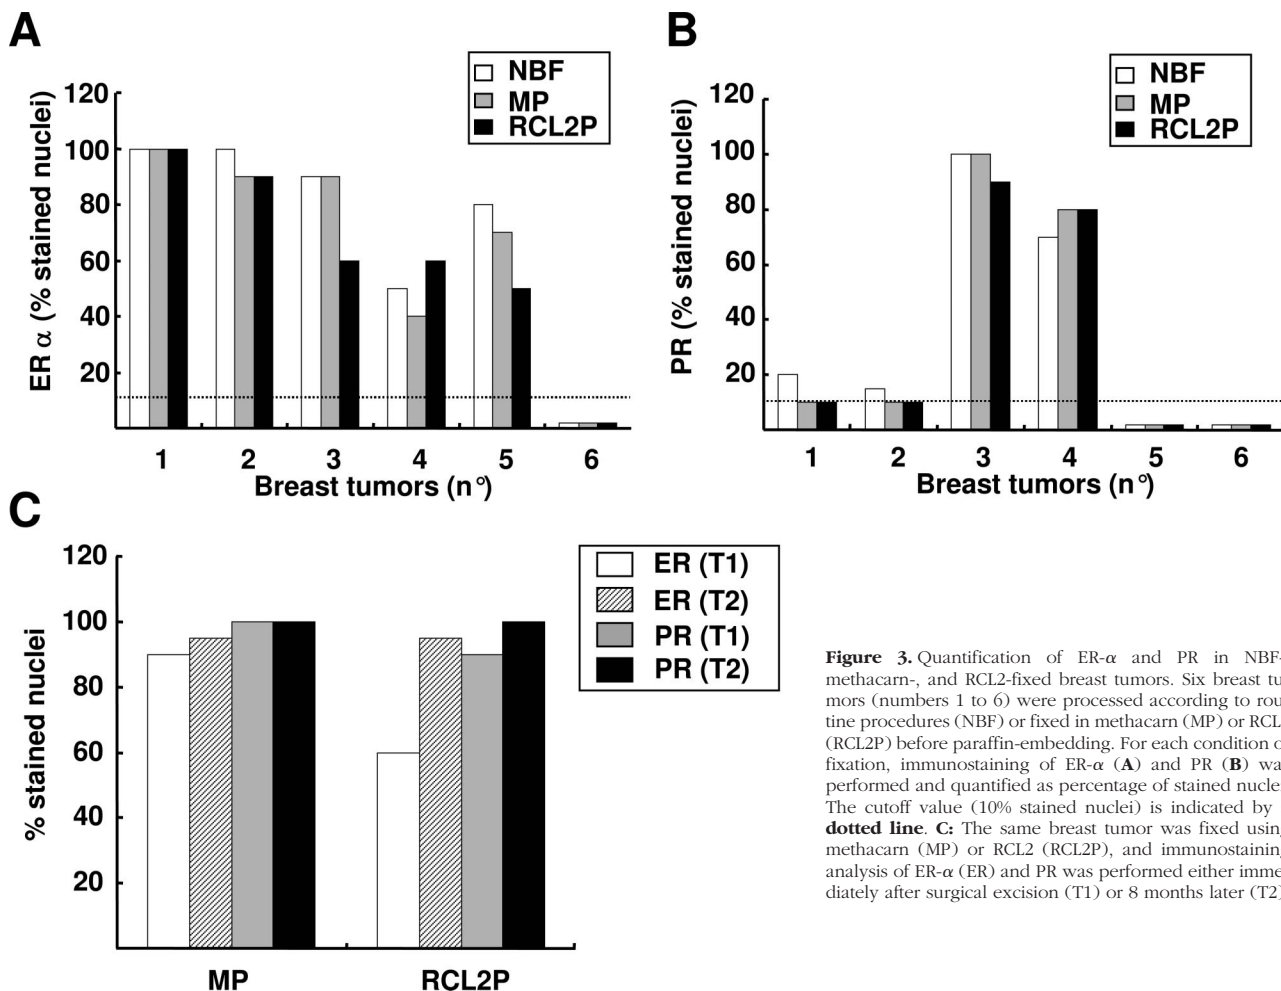 A
NBF
MP
RCL2P
120
100
80
60
40
20
ER α (% stained nuclei)
1 2 3 4 5 6
Breast tumors (n°)
B
NBF
MP
RCL2P
120
100
80
60
40
20
PR (% stained nuclei)
1 2 3 4 5 6
Breast tumors (n°)
C
120
100
80
60
40
20
% stained nuclei
MP RCL2P
ER (T1)
ER (T2)
PR (T1)
PR (T2)
Figure 3. Quantification of ER-α and PR in NBF-
methacarn-, and RCL2-fixed breast tumors. Six breast tu
mors (numbers 1 to 6) were processed according to rou
tine procedures (NBF) or fixed in methacarn (MP) or RCL
(RCL2P) before paraffin-embedding. For each condition o
fixation, immunostaining of ER-α (A) and PR (B) wa
performed and quantified as percentage of stained nucle
The cutoff value (10% stained nuclei) is indicated by
dotted line. C: The same breast tumor was fixed using
methacarn (MP) or RCL2 (RCL2P), and immunostaining
analysis of ER-α (ER) and PR was performed either imme
diately after surgical excision (T1) or 8 months later (T2)